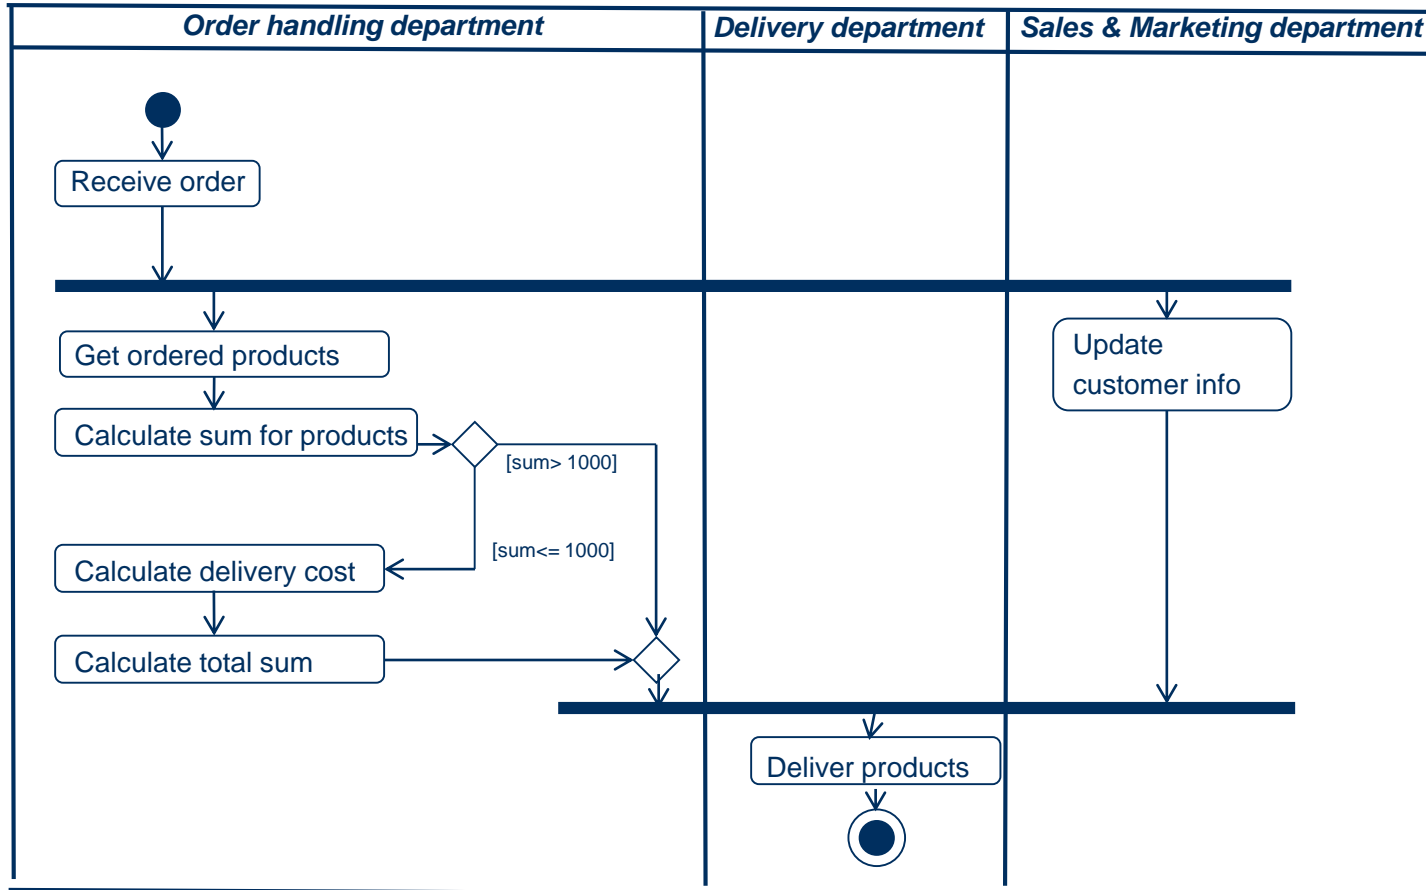 Order handling department
Delivery department
Sales & Marketing department
Receive order
Get ordered products
Update
customer info
Calculate sum for products
[sum> 1000]
[sum<= 1000]
Calculate delivery cost
Calculate total sum
Deliver products